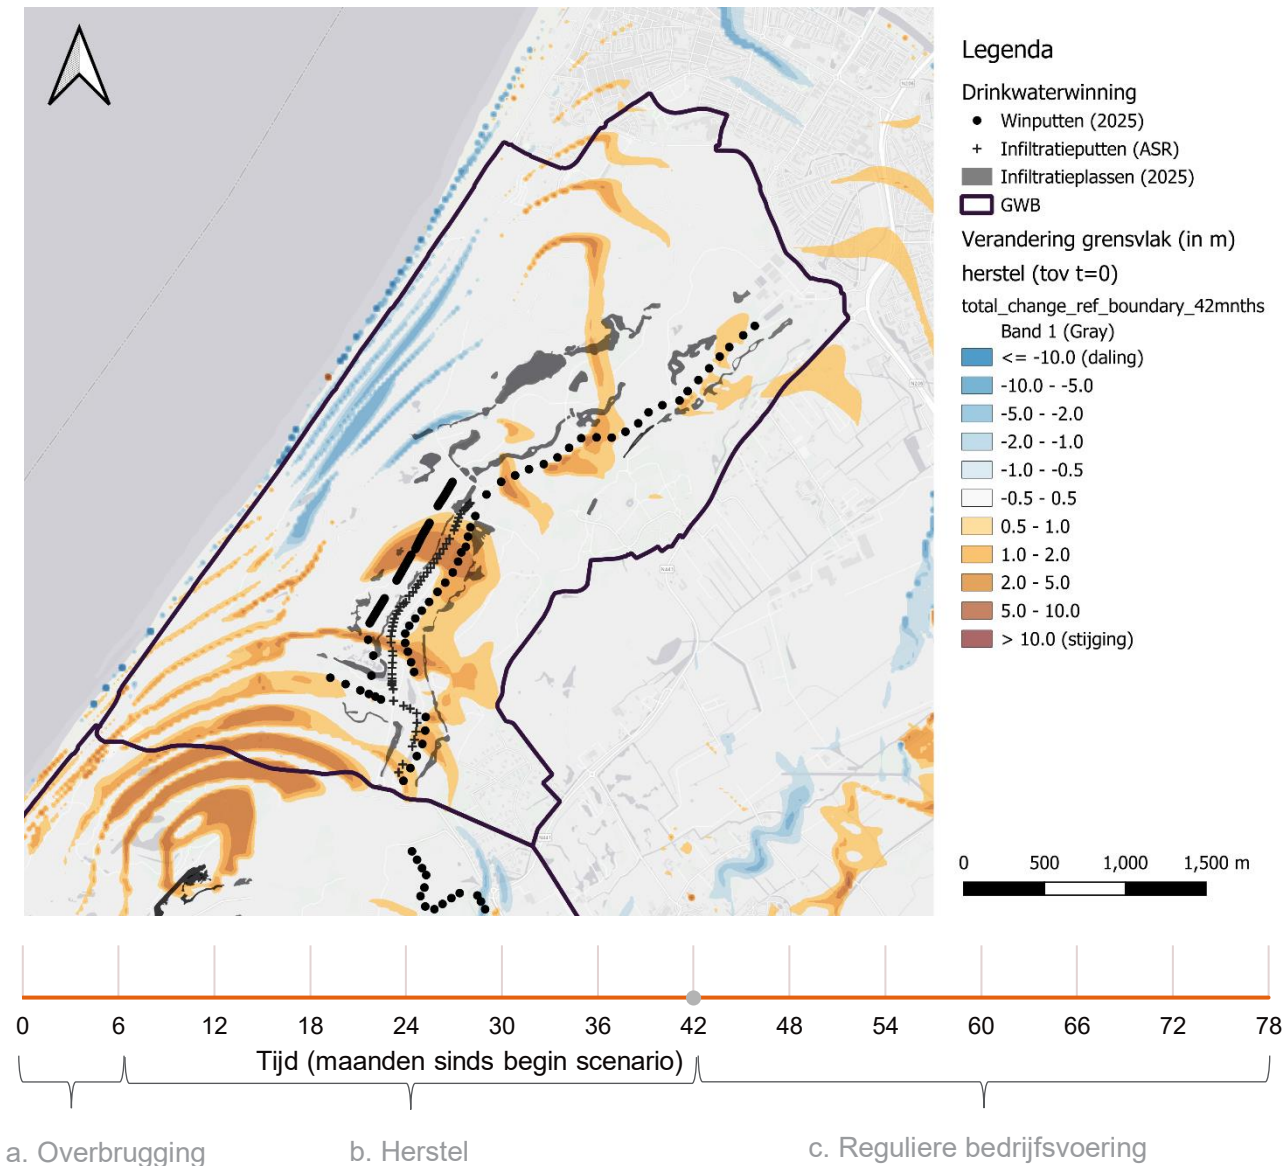 Legenda
Drinkwaterwinning
Winputten (2025)
Infiltratieputten (ASR)
Infiltratieplassen (2025)
GWB
Verandering grensvlak (in m)
herstel (tov t=0)
total_change_ref_boundary_42mnths
Band 1 (Gray)
<= -10.0 (daling)
-10.0 - -5.0
-5.0 - -2.0
-2.0 - -1.0
-1.0 - -0.5
-0.5 - 0.5
0.5 - 1.0
1.0 - 2.0
2.0 - 5.0
5.0 - 10.0
> 10.0 (stijging)
N441
N441
0 500 1,000 1,500 m
0 6 12 18 24 30 36 42 48 54 60 66 72 78
Tijd (maanden sinds begin scenario)
a. Overbrugging b. Herstel c. Reguliere bedrijfsvoering